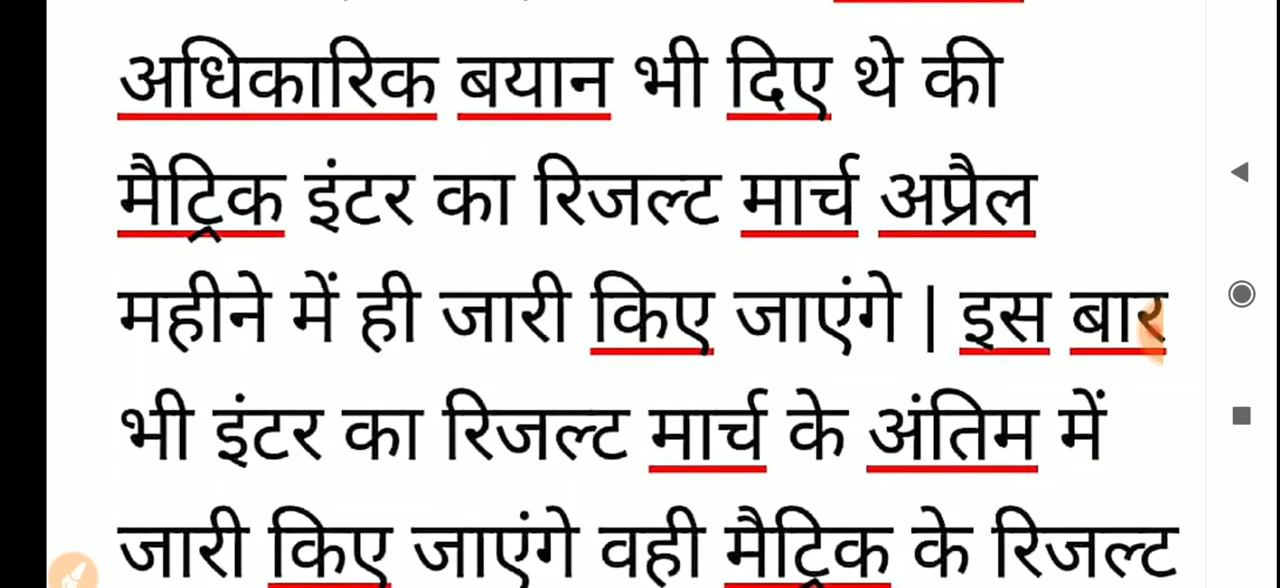 अधिकारिक बयान भी दिए थे की
मैट्रिक इंटर का रिजल्ट मार्च अप्रैल
महीने में ही जारी किए जाएंगे | इस बार
भी इंटर का रिजल्ट मार्च के अंतिम में
जारी किए जाएंगे वही मैट्रिक के रिजल्ट